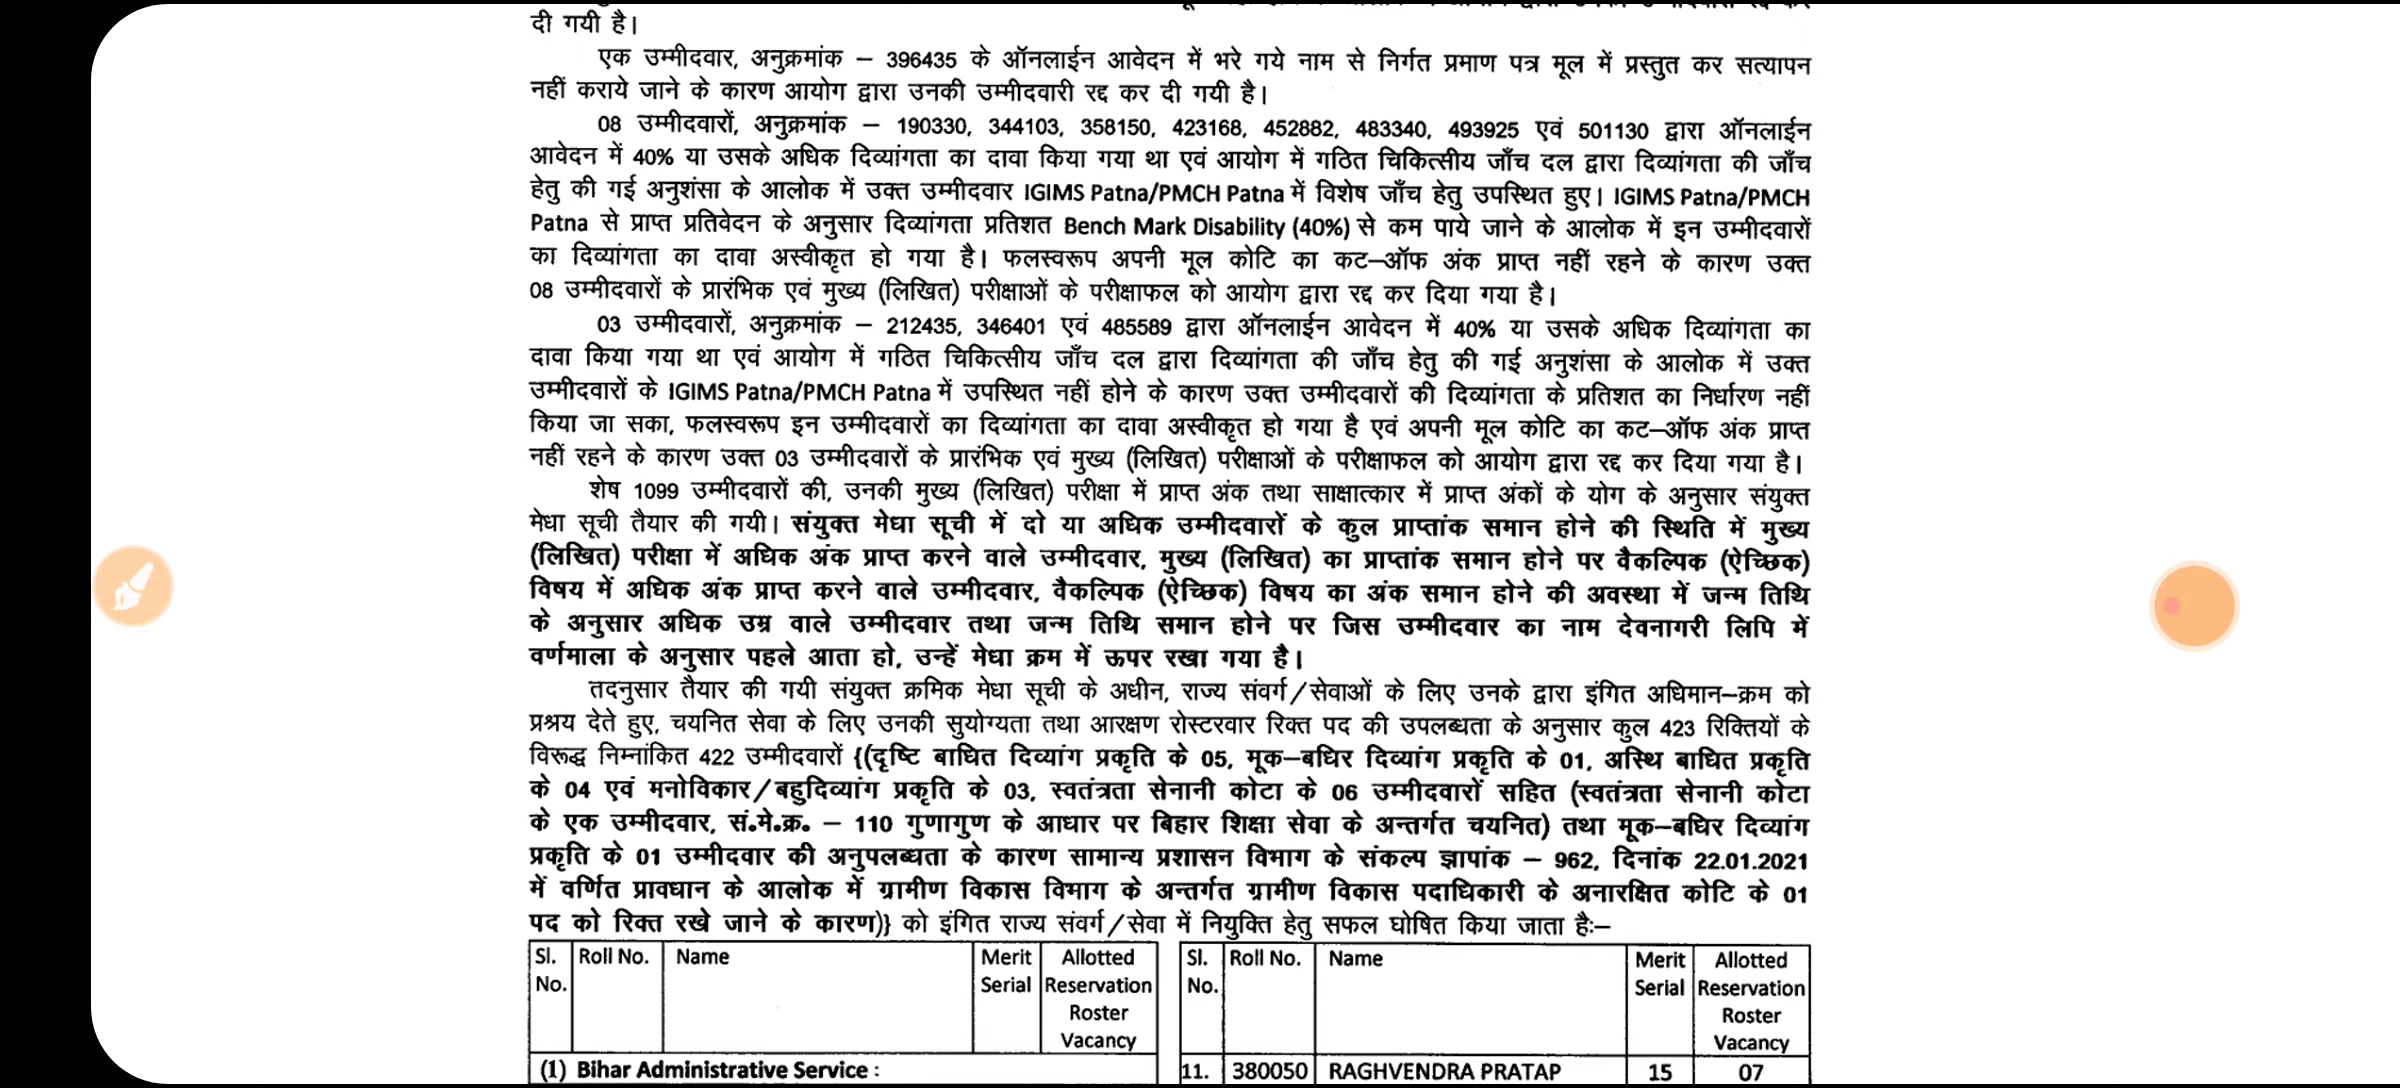 दी गयी है।
एक उम्मीदवार, अनुक्रमांक – 396435 के ऑनलाईन आवेदन में भरे गये नाम से निर्गत प्रमाण पत्र मूल में प्रस्तुत कर सत्यापन
नहीं कराये जाने के कारण आयोग द्वारा उनकी उम्मीदवारी रद्द कर दी गयी है।
08 उम्मीदवारों, अनुक्रमांक – 190330, 344103, 358150, 423168, 452882, 483340, 493925 एवं 501130 द्वारा ऑनलाईन
आवेदन में 40% या उसके अधिक दिव्यांगता का दावा किया गया था एवं आयोग में गठित चिकित्सीय जाँच दल द्वारा दिव्यांगता की जाँच
हेतु की गई अनुशंसा के आलोक में उक्त उम्मीदवार IGIMS Patna/PMCH Patna में विशेष जाँच हेतु उपस्थित हुए। IGIMS Patna/PMCH
Patna से प्राप्त प्रतिवेदन के अनुसार दिव्यांगता प्रतिशत Bench Mark Disability (40%) से कम पाये जाने के आलोक में इन उम्मीदवारों
का दिव्यांगता का दावा अस्वीकृत हो गया है। फलस्वरूप अपनी मूल कोटि का कट–ऑफ अंक प्राप्त नहीं रहने के कारण उक्त
08 उम्मीदवारों के प्रारंभिक एवं मुख्य (लिखित) परीक्षाओं के परीक्षाफल को आयोग द्वारा रद्द कर दिया गया है।
03 उम्मीदवारों, अनुक्रमांक – 212435, 346401 एवं 485589 द्वारा ऑनलाईन आवेदन में 40% या उसके अधिक दिव्यांगता का
दावा किया गया था एवं आयोग में गठित चिकित्सीय जाँच दल द्वारा दिव्यांगता की जाँच हेतु की गई अनुशंसा के आलोक में उक्त
उम्मीदवारों के IGIMS Patna/PMCH Patna में उपस्थित नहीं होने के कारण उक्त उम्मीदवारों की दिव्यांगता के प्रतिशत का निर्धारण नहीं
किया जा सका, फलस्वरूप इन उम्मीदवारों का दिव्यांगता का दावा अस्वीकृत हो गया है एवं अपनी मूल कोटि का कट–ऑफ अंक प्राप्त
नहीं रहने के कारण उक्त 03 उम्मीदवारों के प्रारंभिक एवं मुख्य (लिखित) परीक्षाओं के परीक्षाफल को आयोग द्वारा रद्द कर दिया गया है।
शेष 1099 उम्मीदवारों की, उनकी मुख्य (लिखित) परीक्षा में प्राप्त अंक तथा साक्षात्कार में प्राप्त अंकों के योग के अनुसार संयुक्त
मेधा सूची तैयार की गयी। संयुक्त मेधा सूची में दो या अधिक उम्मीदवारों के कुल प्राप्तांक समान होने की स्थिति में मुख्य
(लिखित) परीक्षा में अधिक अंक प्राप्त करने वाले उम्मीदवार, मुख्य (लिखित) का प्राप्तांक समान होने पर वैकल्पिक (ऐच्छिक)
विषय में अधिक अंक प्राप्त करने वाले उम्मीदवार, वैकल्पिक (ऐच्छिक) विषय का अंक समान होने की अवस्था में जन्म तिथि
के अनुसार अधिक उम्र वाले उम्मीदवार तथा जन्म तिथि समान होने पर जिस उम्मीदवार का नाम देवनागरी लिपि में
वर्णमाला के अनुसार पहले आता हो, उन्हें मेधा क्रम में ऊपर रखा गया है।
तदनुसार तैयार की गयी संयुक्त क्रमिक मेधा सूची के अधीन, राज्य संवर्ग/सेवाओं के लिए उनके द्वारा इंगित अधिमान–क्रम को
प्रश्रय देते हुए, चयनित सेवा के लिए उनकी सुयोग्यता तथा आरक्षण रोस्टरवार रिक्त पद की उपलब्धता के अनुसार कुल 423 रिक्तियों के
विरूद्ध निम्नांकित 422 उम्मीदवारों {(दृष्टि बाधित दिव्यांग प्रकृति के 05, मूक–बधिर दिव्यांग प्रकृति के 01, अस्थि बाधित प्रकृति
के 04 एवं मनोविकार/बहुदिव्यांग प्रकृति के 03, स्वतंत्रता सेनानी कोटा के 06 उम्मीदवारों सहित (स्वतंत्रता सेनानी कोटा
के एक उम्मीदवार, सं.मे.क्र. – 110 गुणागुण के आधार पर बिहार शिक्षा सेवा के अन्तर्गत चयनित) तथा मूक–बधिर दिव्यांग
प्रकृति के 01 उम्मीदवार की अनुपलब्धता के कारण सामान्य प्रशासन विभाग के संकल्प ज्ञापांक – 962, दिनांक 22.01.2021
में वर्णित प्रावधान के आलोक में ग्रामीण विकास विभाग के अन्तर्गत ग्रामीण विकास पदाधिकारी के अनारक्षित कोटि के 01
पद को रिक्त रखे जाने के कारण)} को इंगित राज्य संवर्ग/सेवा में नियुक्ति हेतु सफल घोषित किया जाता हैः–
Sl. No. Roll No. Name Merit Serial Allotted Reservation Roster Vacancy
Sl. No. Roll No. Name Merit Serial Allotted Reservation Roster Vacancy
(1) Bihar Administrative Service :
11. 380050 RAGHVENDRA PRATAP 15 07